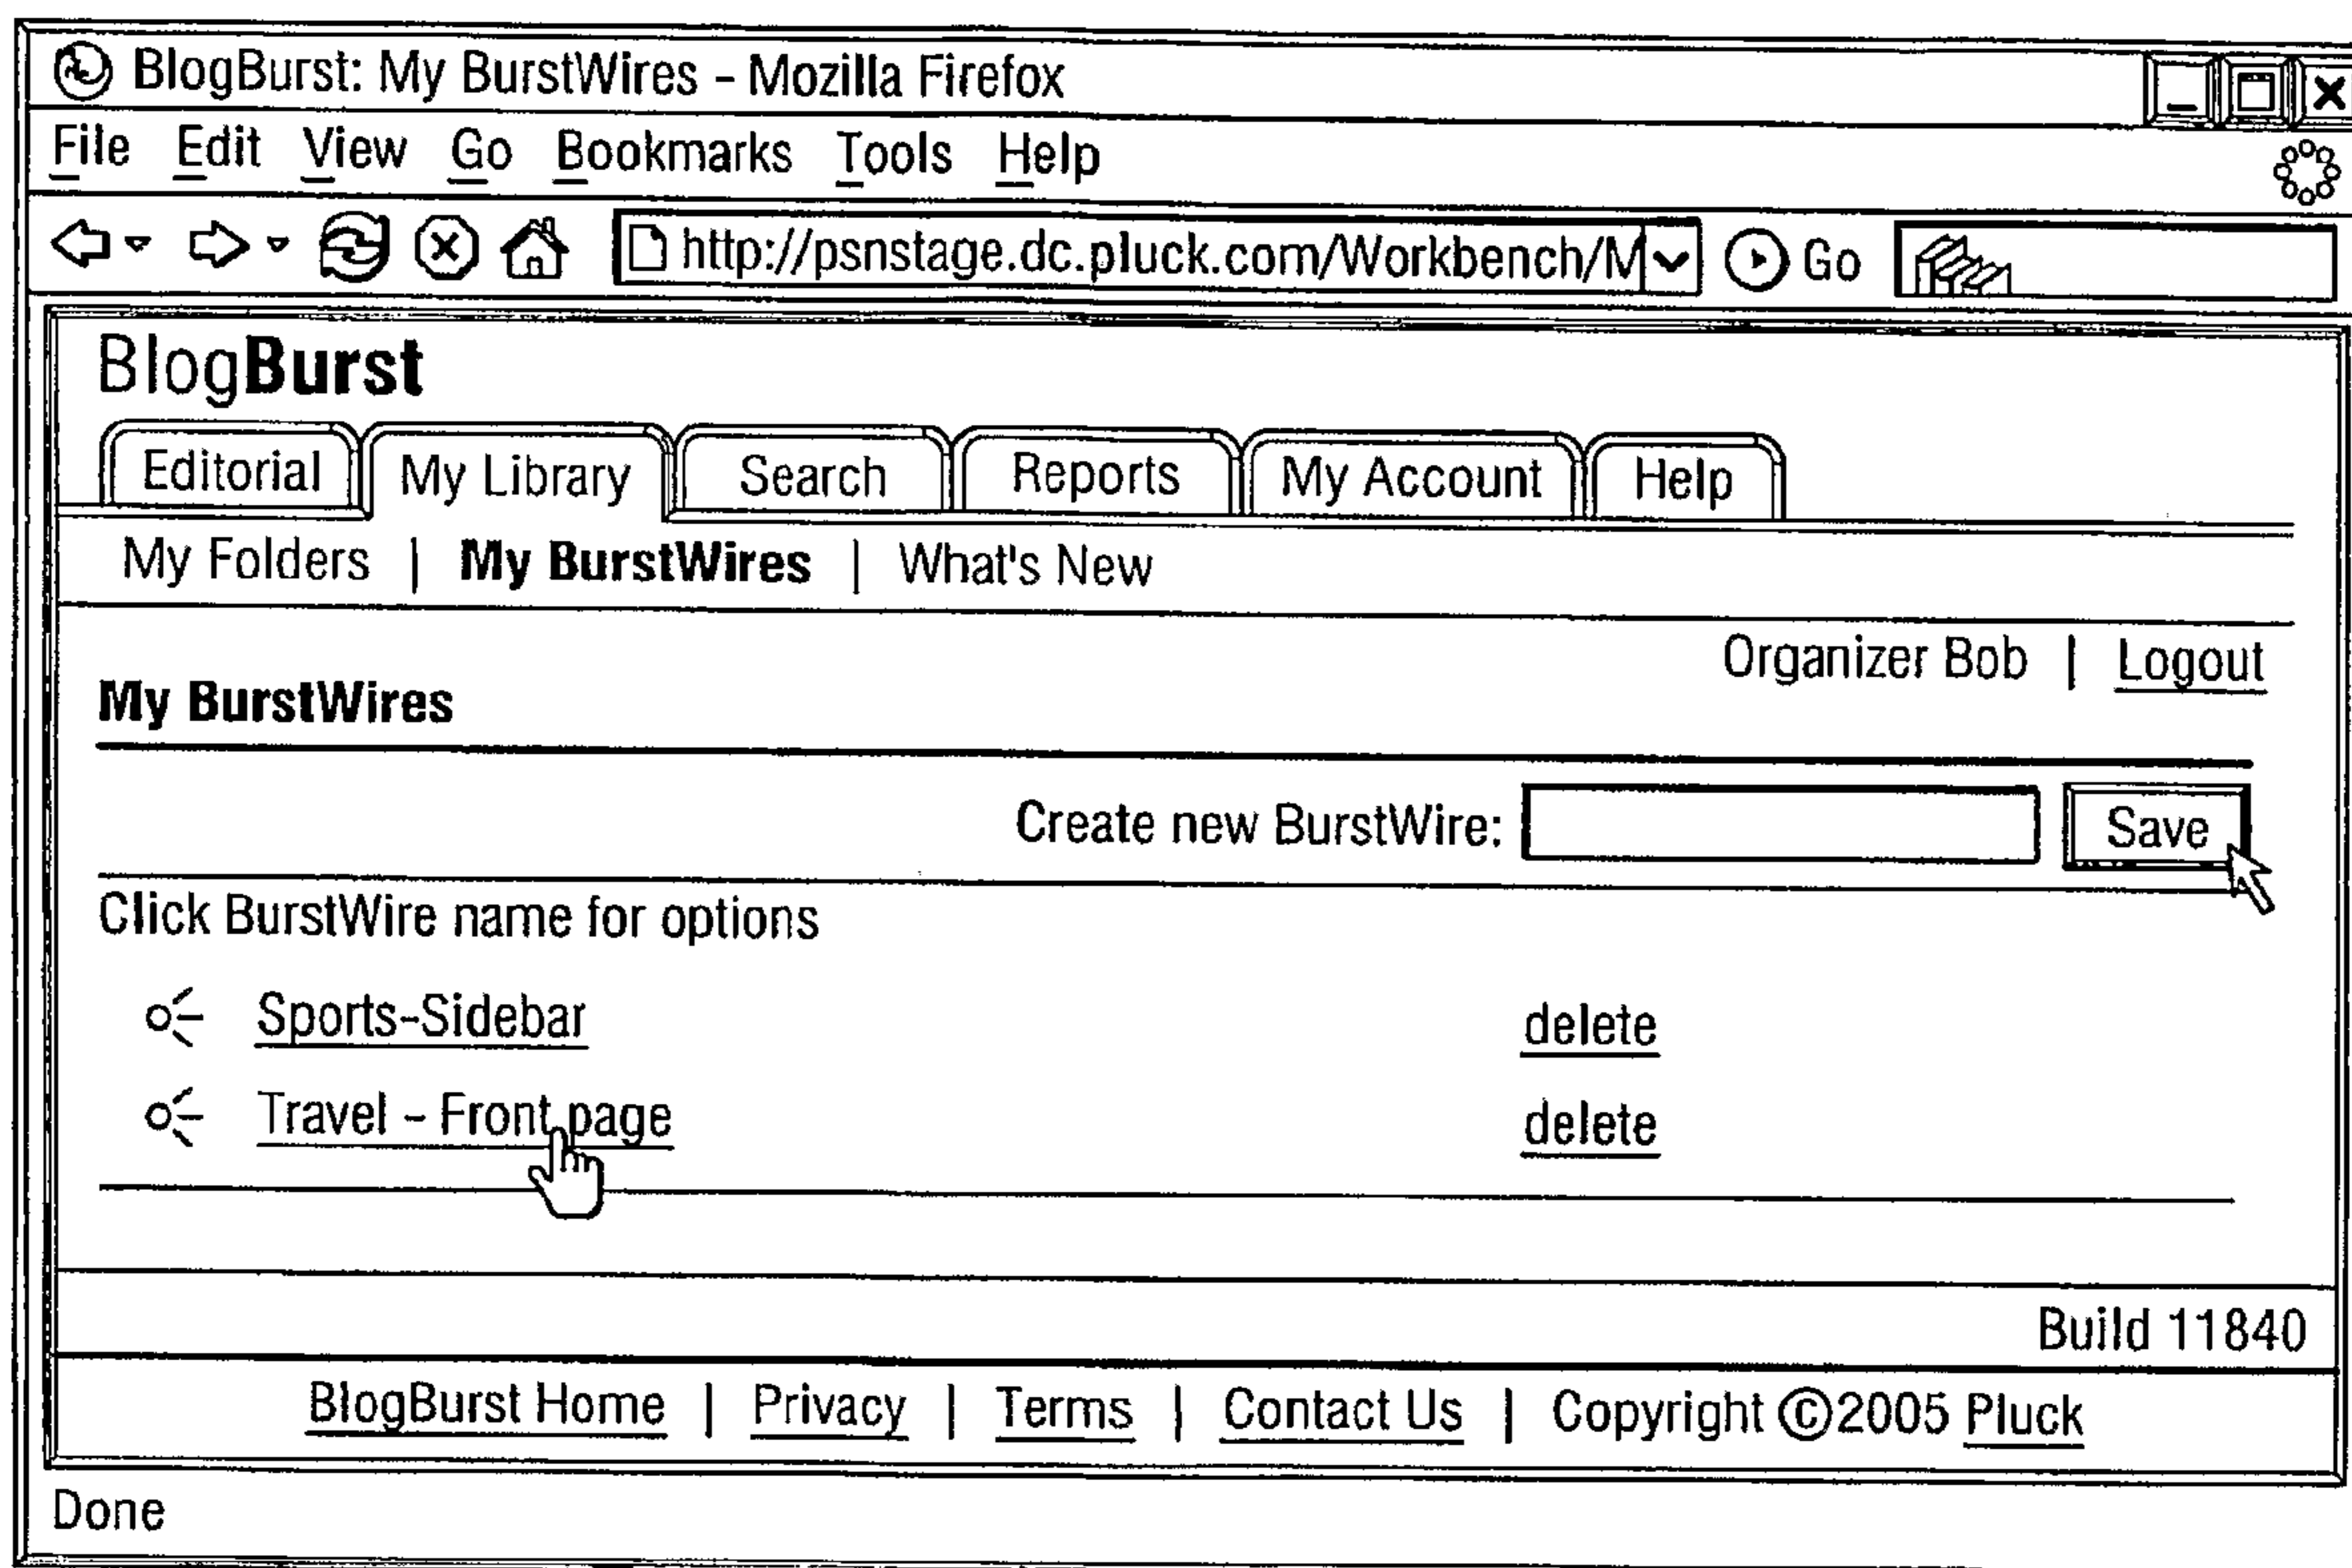 BlogBurst: My BurstWires - Mozilla Firefox
File Edit View Go Bookmarks Tools Help
http://psnstage.dc.pluck.com/Workbench/M Go
BlogBurst
Editorial My Library Search Reports My Account Help
My Folders | My BurstWires | What's New
Organizer Bob | Logout
My BurstWires
Create new BurstWire: Save
Click BurstWire name for options
Sports-Sidebar delete
Travel - Front page delete
Build 11840
BlogBurst Home | Privacy | Terms | Contact Us | Copyright ©2005 Pluck
Done